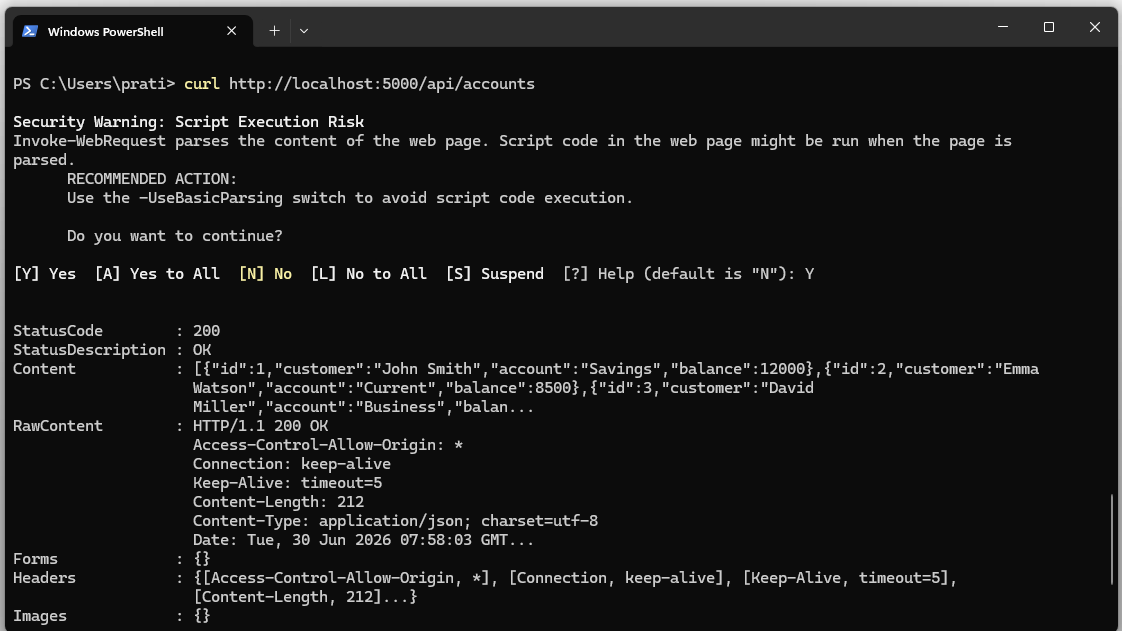 Windows PowerShell
PS C:\Users\prati> curl http://localhost:5000/api/accounts
Security Warning: Script Execution Risk
Invoke-WebRequest parses the content of the web page. Script code in the web page might be run when the page is
parsed.
      RECOMMENDED ACTION:
      Use the -UseBasicParsing switch to avoid script code execution.
      Do you want to continue?
[Y] Yes  [A] Yes to All  [N] No  [L] No to All  [S] Suspend  [?] Help (default is "N"): Y
StatusCode        : 200
StatusDescription : OK
Content           : [{"id":1,"customer":"John Smith","account":"Savings","balance":12000},{"id":2,"customer":"Emma
                    Watson","account":"Current","balance":8500},{"id":3,"customer":"David
                    Miller","account":"Business","balan...
RawContent        : HTTP/1.1 200 OK
                    Access-Control-Allow-Origin: *
                    Connection: keep-alive
                    Keep-Alive: timeout=5
                    Content-Length: 212
                    Content-Type: application/json; charset=utf-8
                    Date: Tue, 30 Jun 2026 07:58:03 GMT...
Forms             : {}
Headers           : {[Access-Control-Allow-Origin, *], [Connection, keep-alive], [Keep-Alive, timeout=5],
                    [Content-Length, 212]...}
Images            : {}